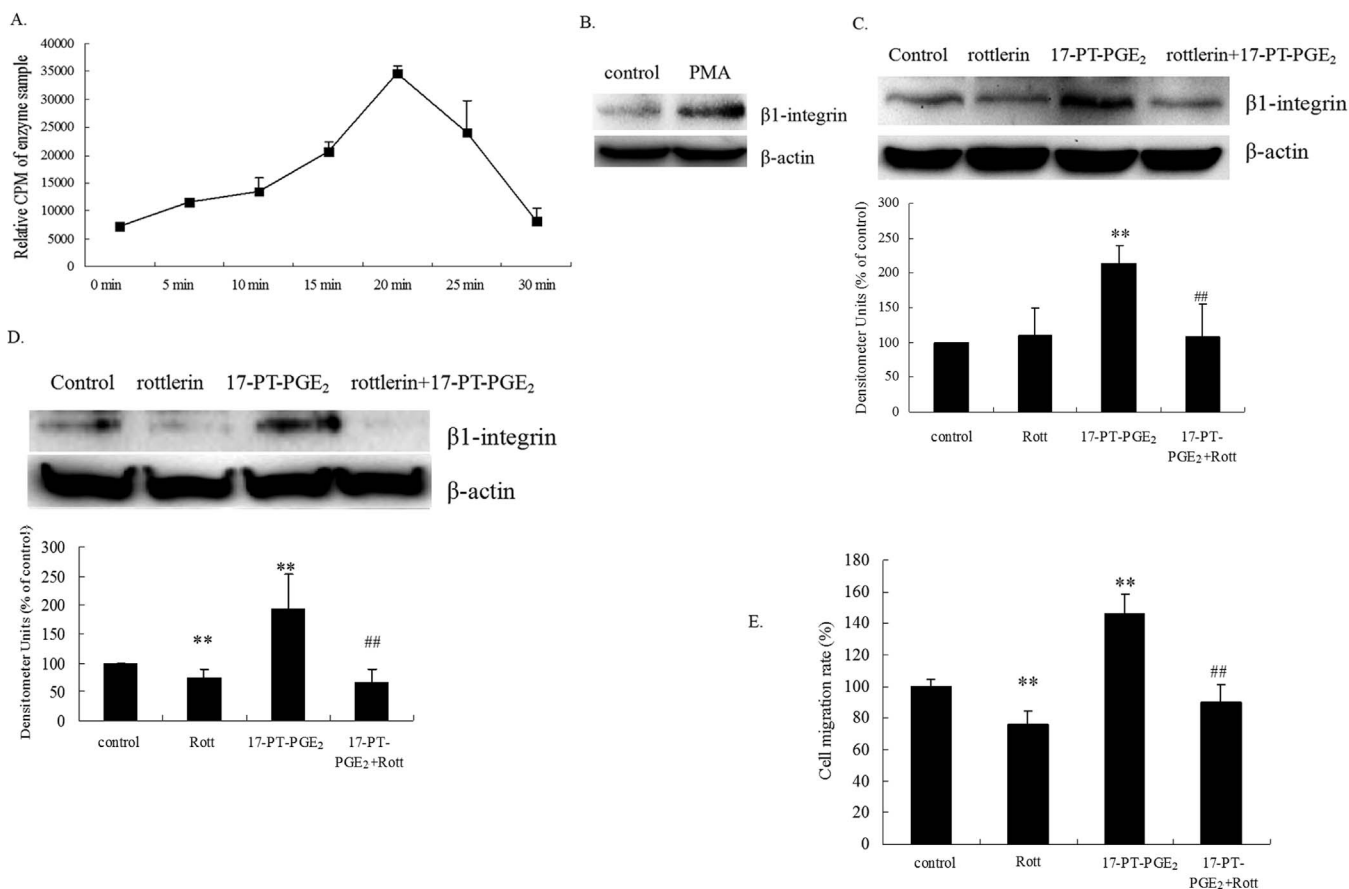 A.
Relative CPM of enzyme sample
40000
35000
30000
25000
20000
15000
10000
5000
0
0 min 5 min 10 min 15 min 20 min 25 min 30 min
B.
control PMA
β1-integrin
β-actin
C.
Control rottlerin 17-PT-PGE₂ rottlerin+17-PT-PGE₂
β1-integrin
β-actin
Densitometer Units (% of control)
300
250
200
150
100
50
0
**
##
control Rott 17-PT-PGE₂ 17-PT-
PGE₂+Rott
D.
Control rottlerin 17-PT-PGE₂ rottlerin+17-PT-PGE₂
β1-integrin
β-actin
Densitometer Units (% of control)
300
250
200
150
100
50
0
**
**
##
control Rott 17-PT-PGE₂ 17-PT-
PGE₂+Rott
E.
Cell migration rate (%)
180
160
140
120
100
80
60
40
20
0
**
**
##
control Rott 17-PT-PGE₂ 17-PT-
PGE₂+Rott